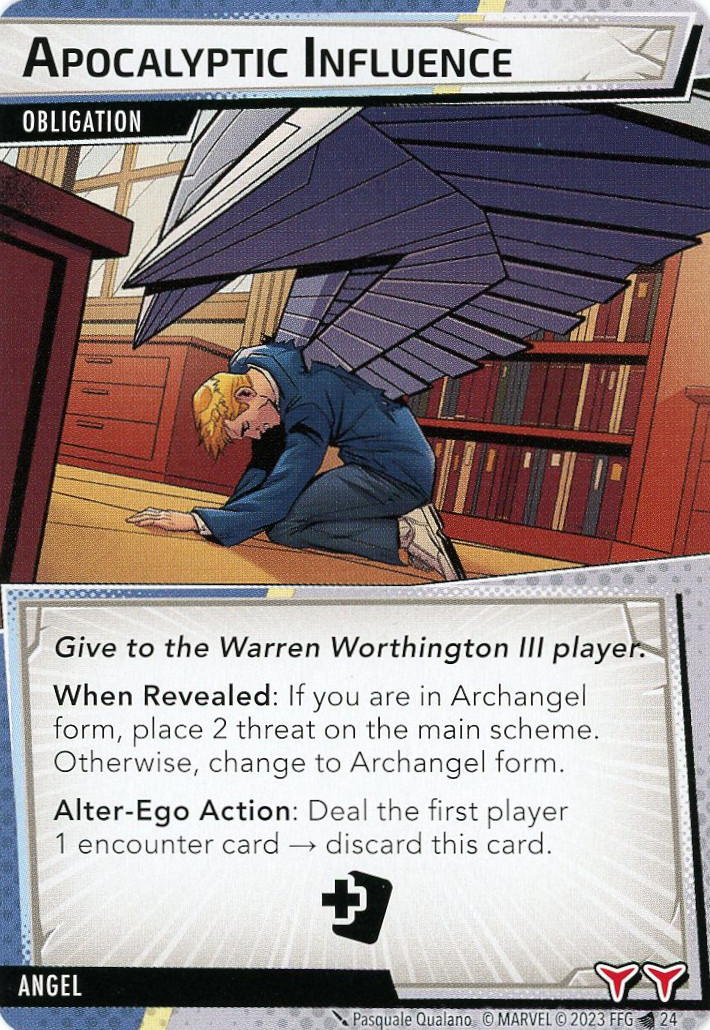 APOCALYPTIC INFLUENCE
OBLIGATION
Give to the Warren Worthington III player.
When Revealed: If you are in Archangel
form, place 2 threat on the main scheme.
Otherwise, change to Archangel form.
Alter-Ego Action: Deal the first player
1 encounter card → discard this card.
ANGEL
Pasquale Qualano © MARVEL © 2023 FFG 24